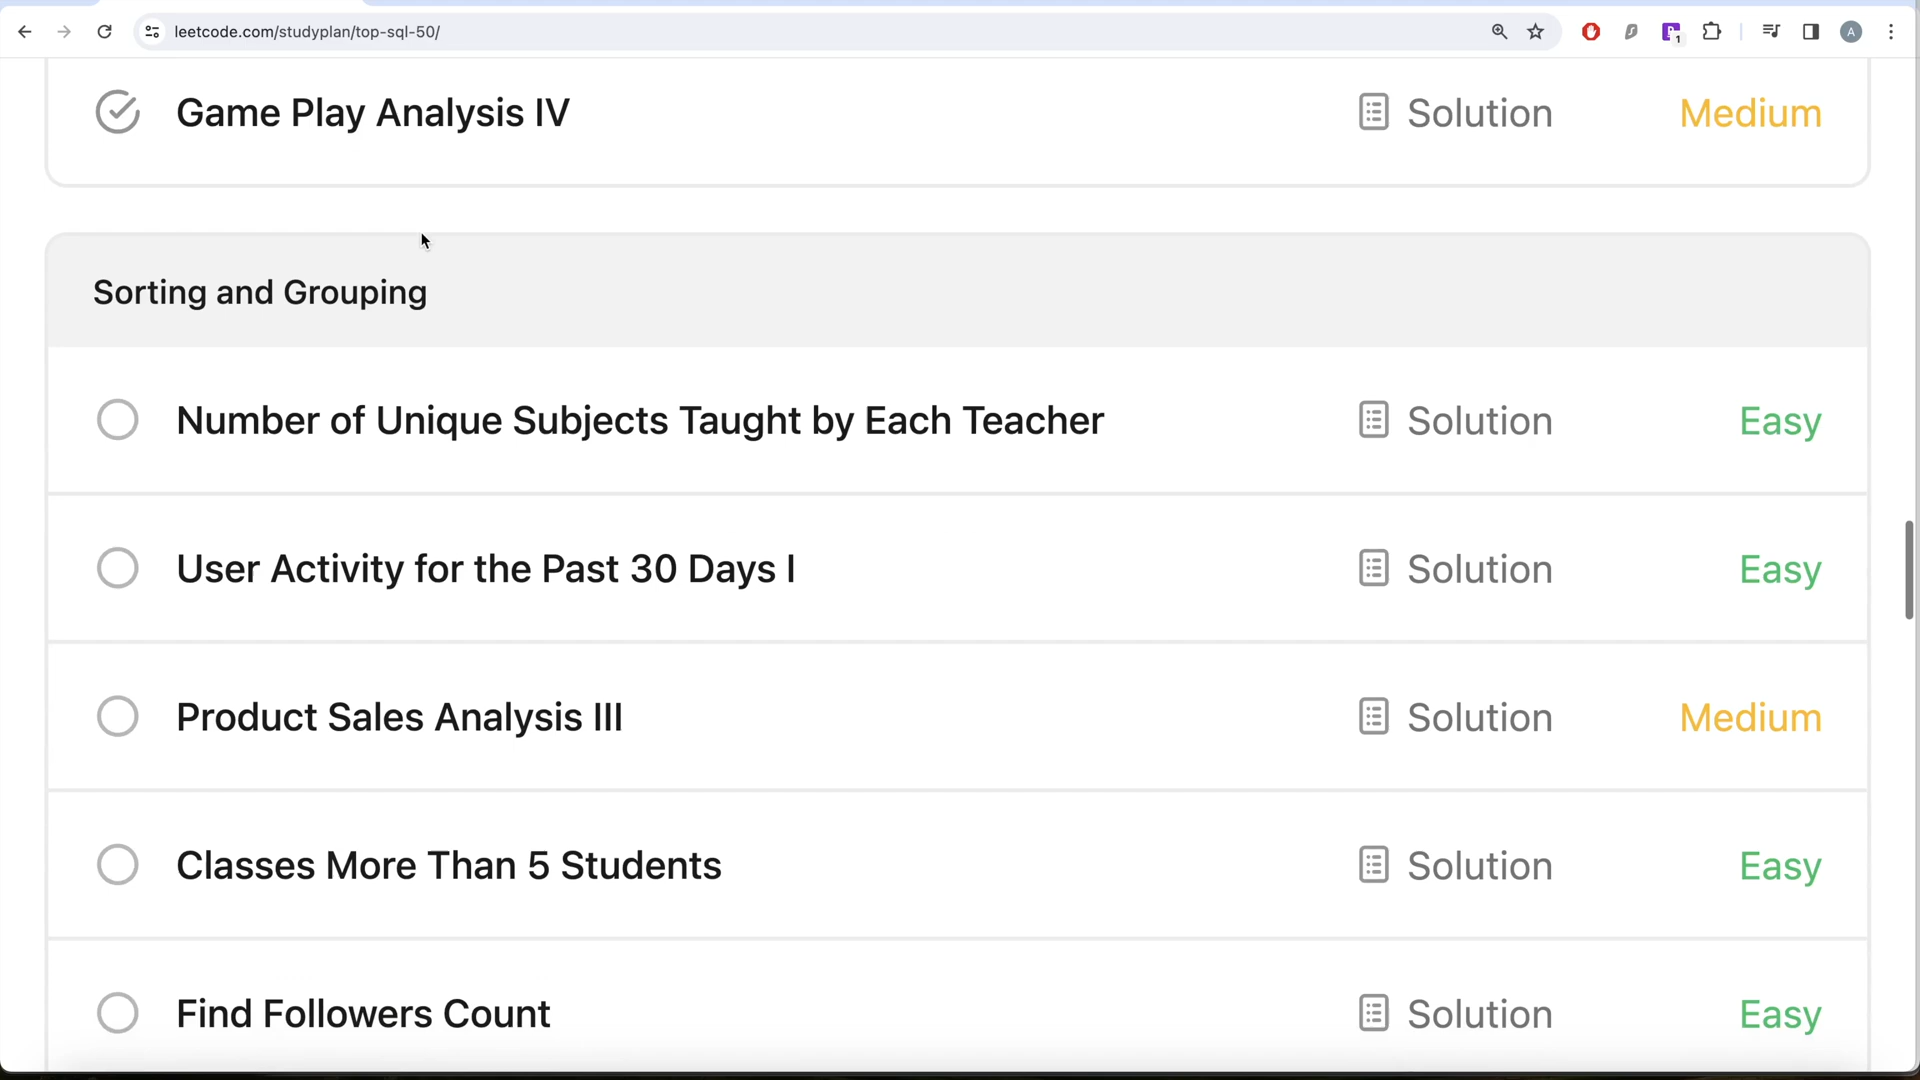 leetcode.com/studyplan/top-sql-50/
1
A
Game Play Analysis IV Solution Medium
Sorting and Grouping
Number of Unique Subjects Taught by Each Teacher Solution Easy
User Activity for the Past 30 Days I Solution Easy
Product Sales Analysis III Solution Medium
Classes More Than 5 Students Solution Easy
Find Followers Count Solution Easy